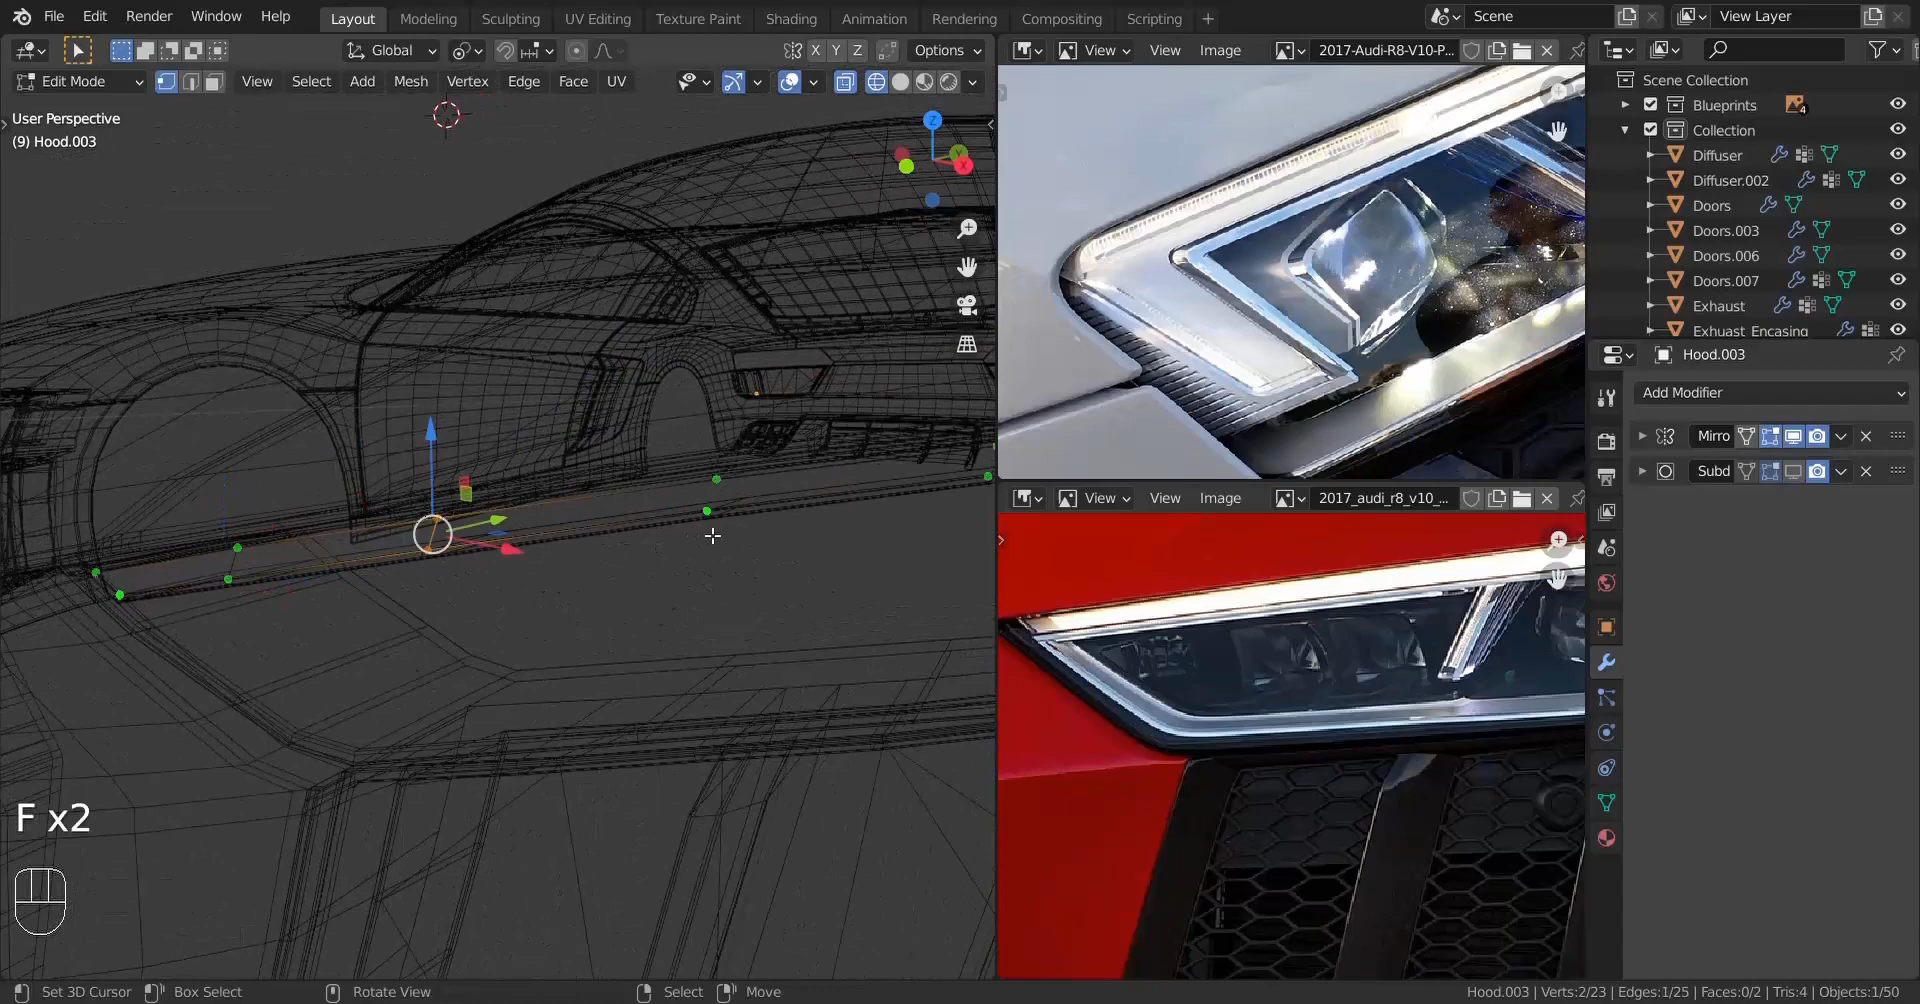 File Edit Render Window Help Layout Modeling Sculpting UV Editing Texture Paint Shading Animation Rendering Compositing Scripting + Scene View Layer
Global X Y Z Options View View Image 2017-Audi-R8-V10-P...
Edit Mode View Select Add Mesh Vertex Edge Face UV
User Perspective
(9) Hood.003
Z
Y
X
Scene Collection
Blueprints 4
Collection
Diffuser
Diffuser.002
Doors
Doors.003
Doors.006
Doors.007
Exhaust
Exhuast Encasing
Hood.003
Add Modifier
Mirro
Subd
View View Image 2017_audi_r8_v10_...
F x2
Set 3D Cursor Box Select Rotate View Select Move Hood.003 | Verts:2/23 | Edges:1/25 | Faces:0/2 | Tris:4 | Objects:1/50